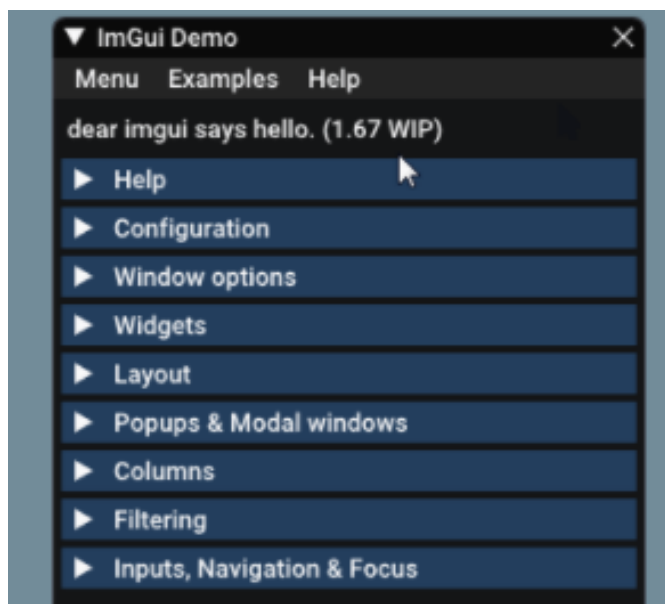 ImGui Demo
Menu Examples Help
dear imgui says hello. (1.67 WIP)
Help
Configuration
Window options
Widgets
Layout
Popups & Modal windows
Columns
Filtering
Inputs, Navigation & Focus